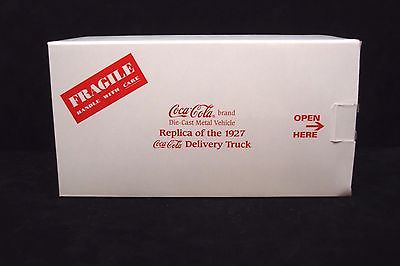 FRAGILE
HANDLE WITH CARE
Coca-Cola® brand
Die-Cast Metal Vehicle
Replica of the 1927
Coca-Cola Delivery Truck
OPEN
HERE